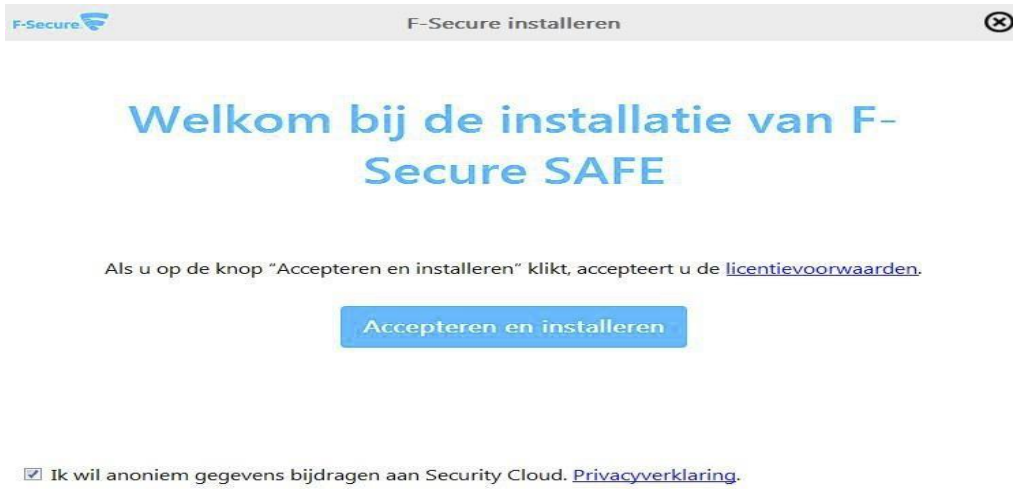 F-Secure
F-Secure installeren
Welkom bij de installatie van F-
Secure SAFE
Als u op de knop "Accepteren en installeren" klikt, accepteert u de licentievoorwaarden.
Accepteren en installeren
Ik wil anoniem gegevens bijdragen aan Security Cloud. Privacyverklaring.